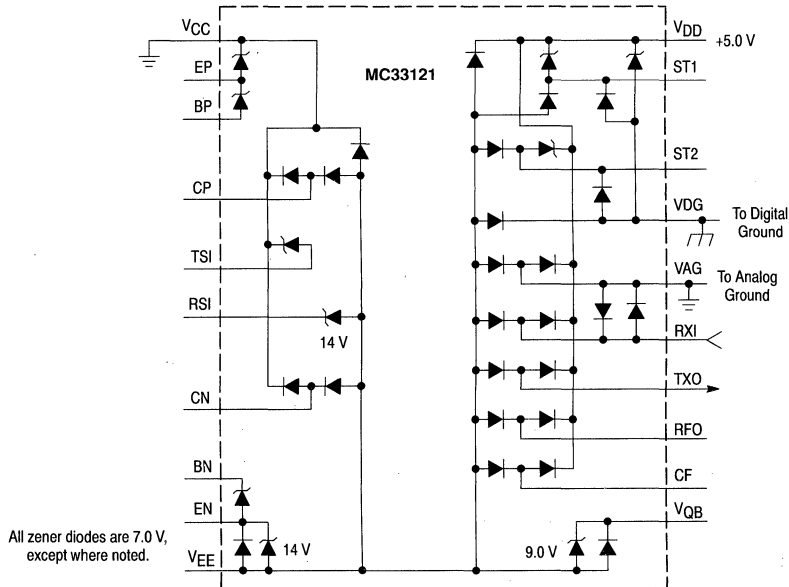 VCC
EP
BP
CP
TSI
RSI
14 V
CN
BN
EN
14 V
VEE
All zener diodes are 7.0 V,
except where noted.
MC33121
VDD
+5.0 V
ST1
ST2
VDG
To Digital
Ground
VAG
To Analog
Ground
RXI
TXO
RFO
CF
VQB
9.0 V